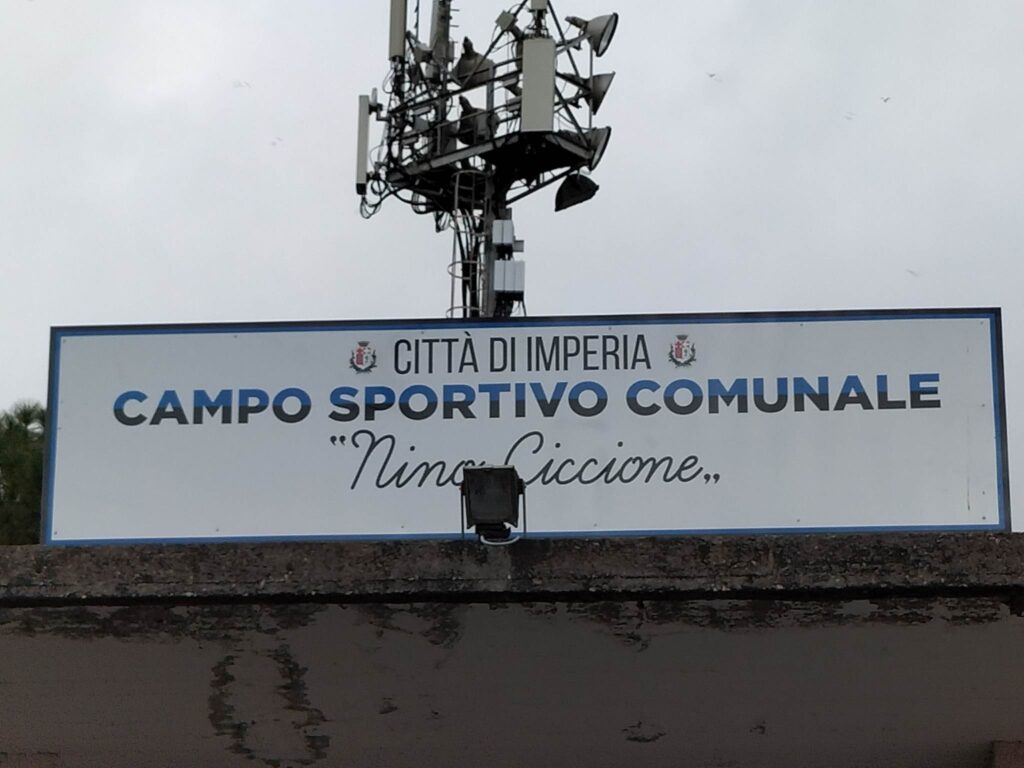 CITTÀ DI IMPERIA
CAMPO SPORTIVO COMUNALE
"Nino Ciccione„